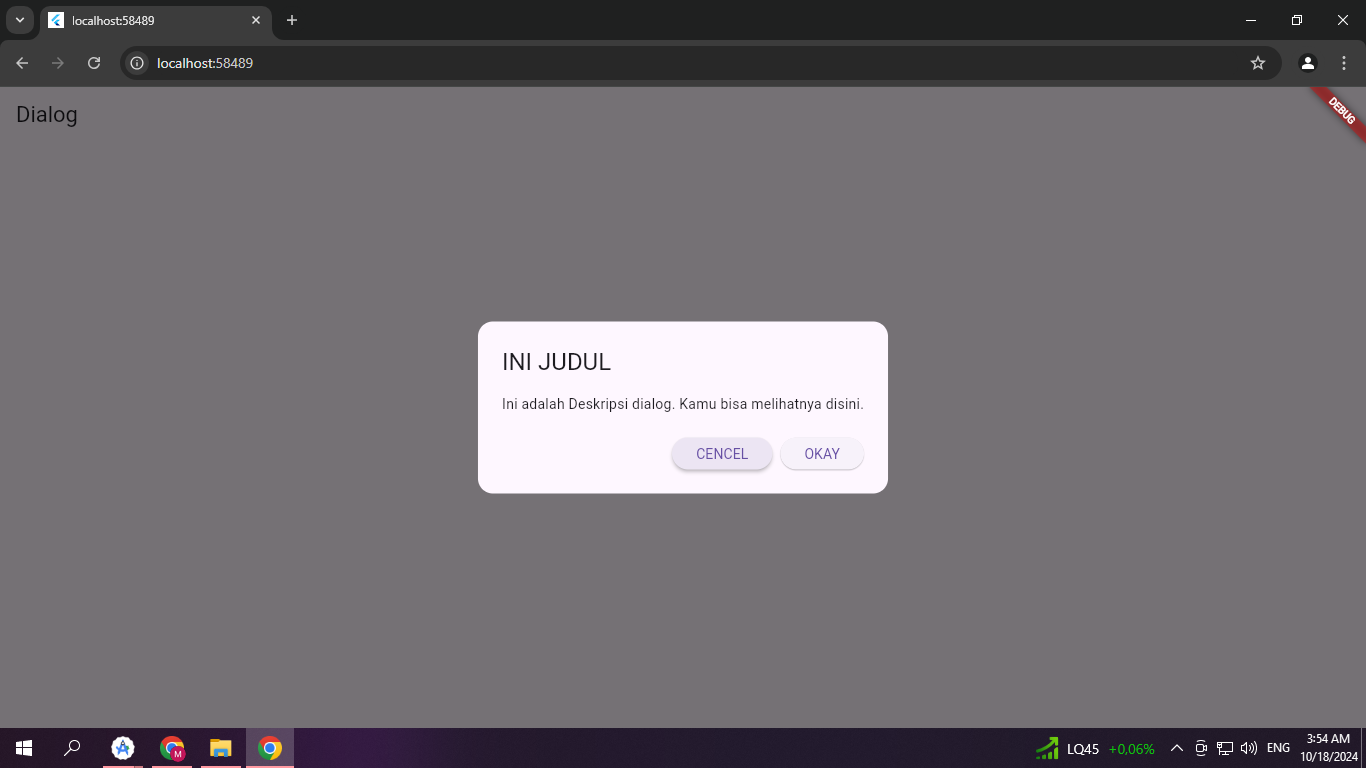 localhost:58489
localhost:58489
Dialog
DEBUG
INI JUDUL
Ini adalah Deskripsi dialog. Kamu bisa melihatnya disini.
CENCEL
OKAY
M
LQ45 +0,06%
ENG
3:54 AM
10/18/2024